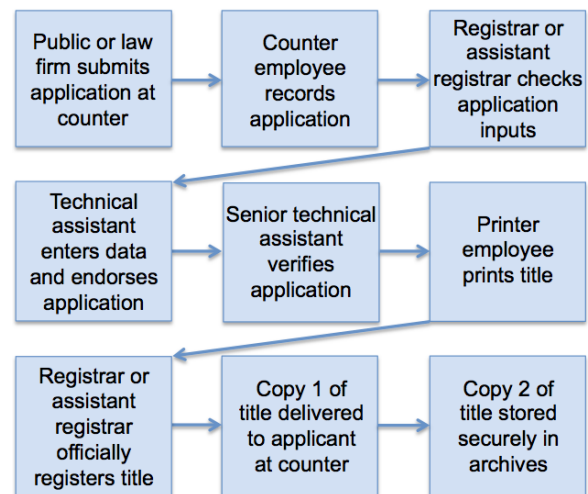 Public or law
firm submits
application at
counter
Counter
employee
records
application
Registrar or
assistant
registrar checks
application
inputs
Technical
assistant
enters data
and endorses
application
Senior technical
assistant
verifies
application
Printer
employee
prints title
Registrar or
assistant
registrar
officially
registers title
Copy 1 of
title delivered
to applicant
at counter
Copy 2 of
title stored
securely in
archives